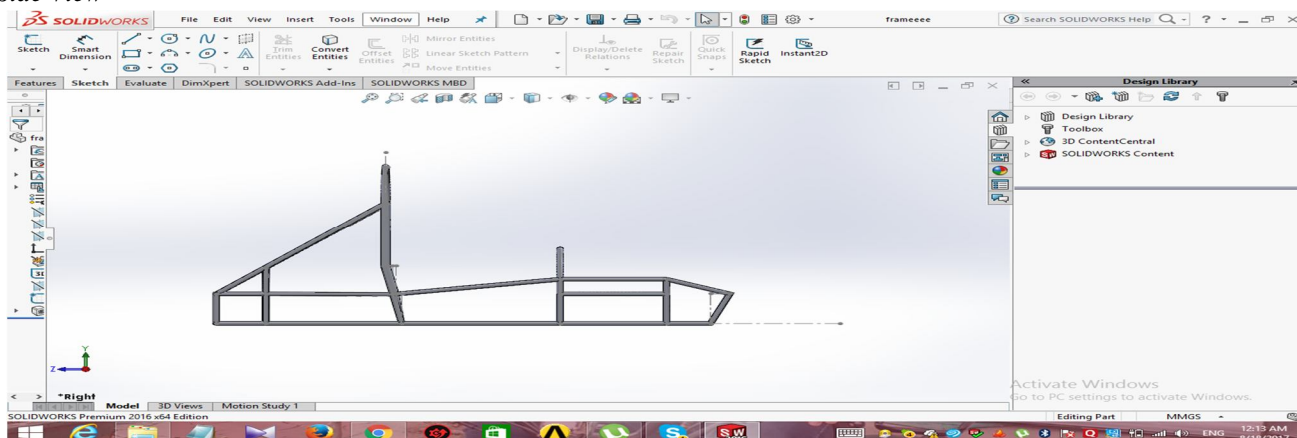 Side View
SOLIDWORKS File Edit View Insert Tools Window Help frameeee Search SOLIDWORKS Help
Sketch Smart Dimension Trim Entities Convert Entities Offset Entities Mirror Entities Linear Sketch Pattern Move Entities Display/Delete Relations Repair Sketch Quick Snaps Rapid Sketch Instant2D
Features Sketch Evaluate DimXpert SOLIDWORKS Add-Ins SOLIDWORKS MBD Design Library
Design Library
Toolbox
3D ContentCentral
SOLIDWORKS Content
fra
Y
Z
*Right
Activate Windows
Go to PC settings to activate Windows.
Model 3D Views Motion Study 1
SOLIDWORKS Premium 2016 x64 Edition Editing Part MMGS
ENG 12:13 AM